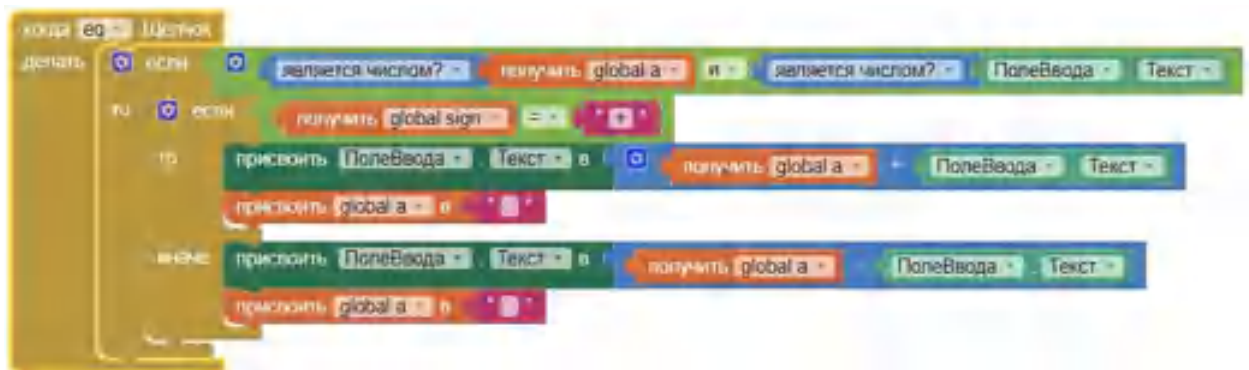 когда eq Щелчок
делать если является числом? получить global a и является числом? ПолеВвода Текст
то если получить global sign = " + "
то присвоить ПолеВвода . Текст в получить global a + ПолеВвода . Текст
присвоить global a в " "
иначе присвоить ПолеВвода . Текст в получить global a - ПолеВвода . Текст
присвоить global a в " "